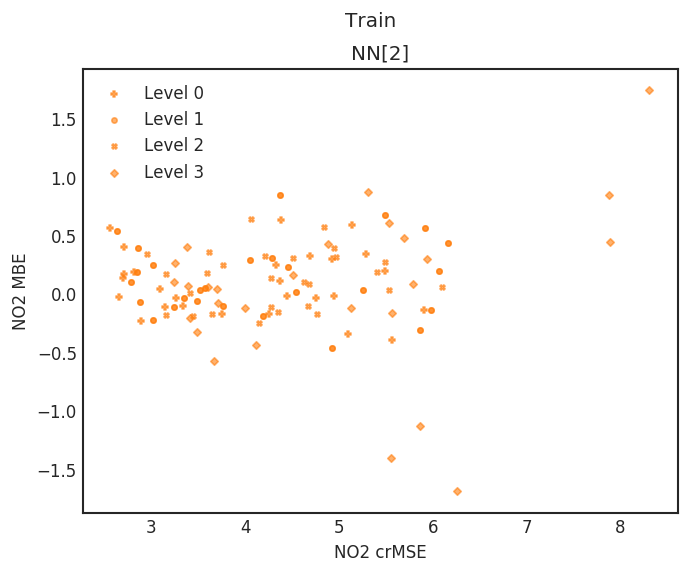 Train
NN[2]
Level 0
Level 1
Level 2
Level 3
1.5
1.0
0.5
0.0
−0.5
−1.0
−1.5
NO2 MBE
3 4 5 6 7 8
NO2 crMSE